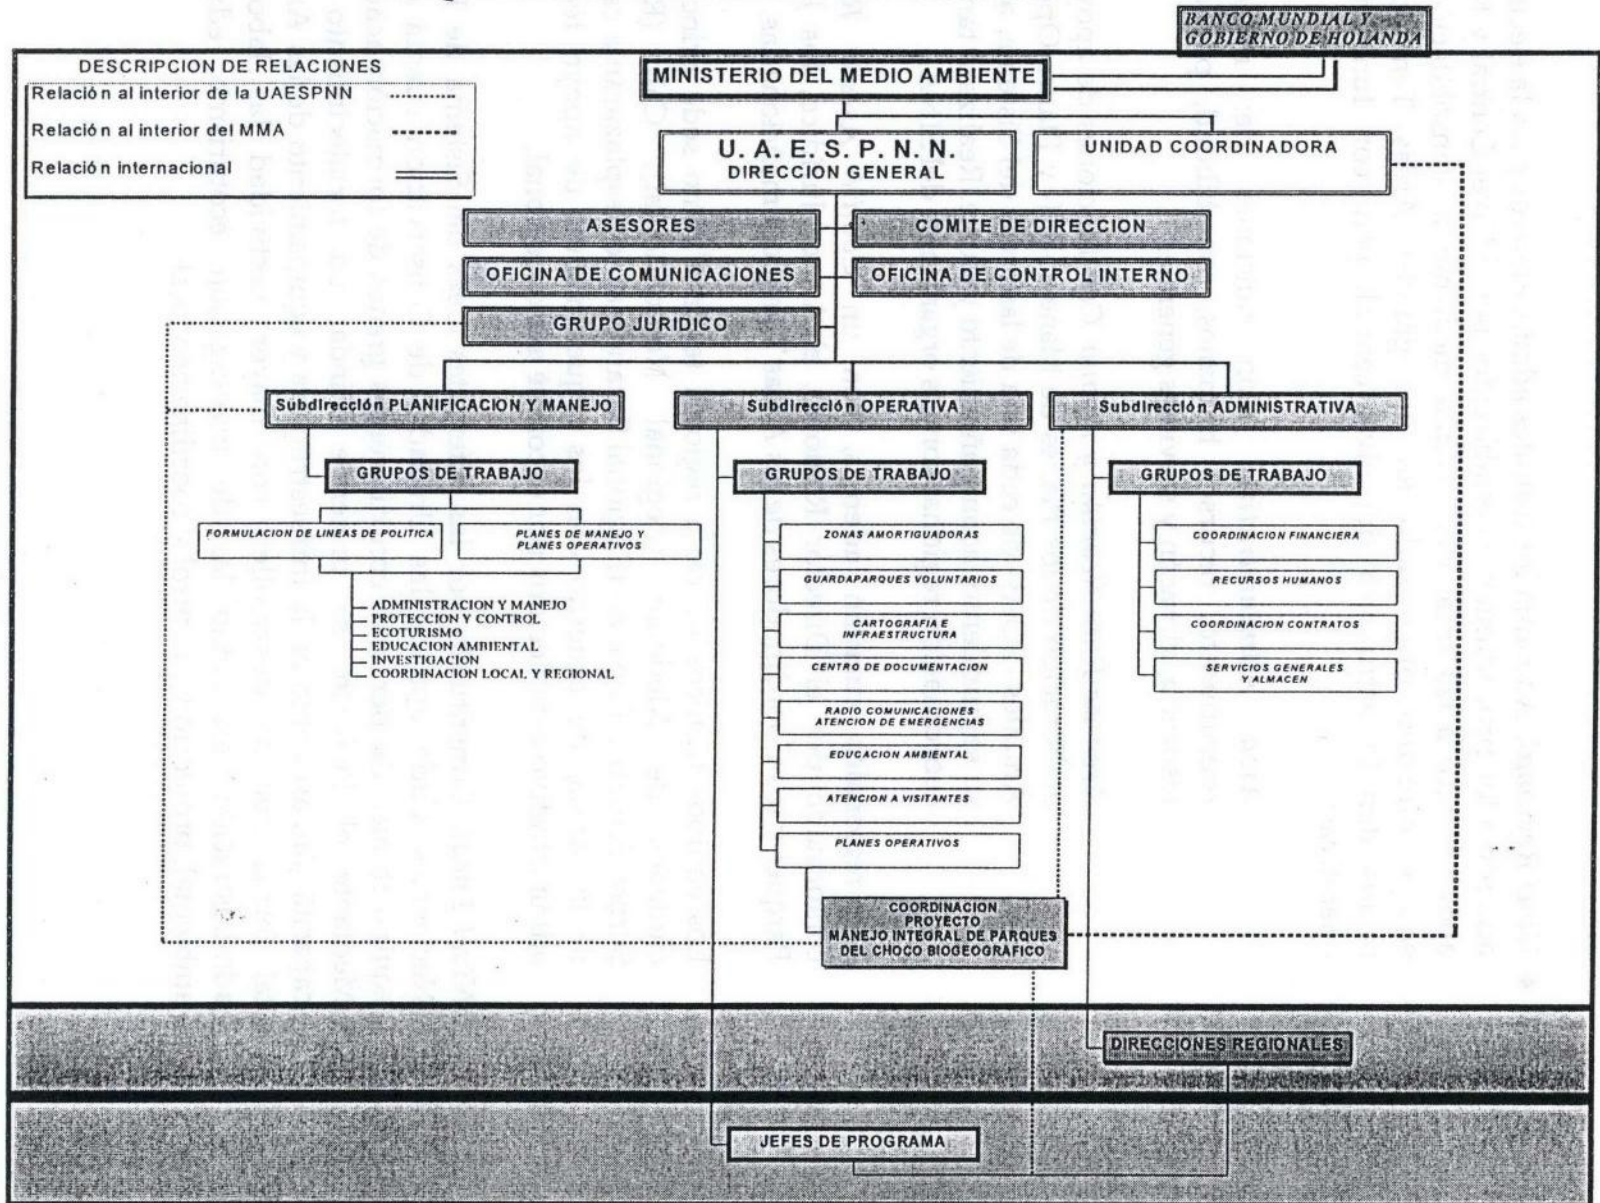 BANCO MUNDIAL Y
GOBIERNO DE HOLANDA
DESCRIPCION DE RELACIONES
Relación al interior de la UAESPNN
Relación al interior del MMA
Relación internacional
MINISTERIO DEL MEDIO AMBIENTE
U. A. E. S. P. N. N.
DIRECCION GENERAL
UNIDAD COORDINADORA
ASESORES
COMITE DE DIRECCION
OFICINA DE COMUNICACIONES
OFICINA DE CONTROL INTERNO
GRUPO JURIDICO
Subdirección PLANIFICACION Y MANEJO
Subdirección OPERATIVA
Subdirección ADMINISTRATIVA
GRUPOS DE TRABAJO
GRUPOS DE TRABAJO
GRUPOS DE TRABAJO
FORMULACION DE LINEAS DE POLITICA
PLANES DE MANEJO Y
PLANES OPERATIVOS
ADMINISTRACION Y MANEJO
PROTECCION Y CONTROL
ECOTURISMO
EDUCACION AMBIENTAL
INVESTIGACION
COORDINACION LOCAL Y REGIONAL
ZONAS AMORTIGUADORAS
GUARDAPARQUES VOLUNTARIOS
CARTOGRAFIA E
INFRAESTRUCTURA
CENTRO DE DOCUMENTACION
RADIO COMUNICACIONES
ATENCION DE EMERGENCIAS
EDUCACION AMBIENTAL
ATENCION A VISITANTES
PLANES OPERATIVOS
COORDINACION FINANCIERA
RECURSOS HUMANOS
COORDINACION CONTRATOS
SERVICIOS GENERALES
Y ALMACEN
COORDINACION
PROYECTO
MANEJO INTEGRAL DE PARQUES
DEL CHOCO BIOGEOGRAFICO
DIRECCIONES REGIONALES
JEFES DE PROGRAMA